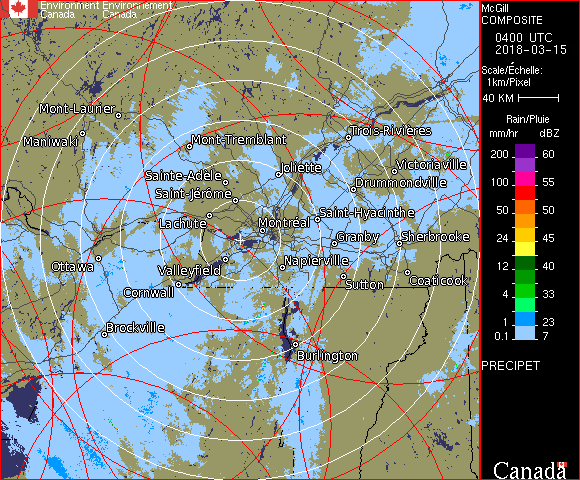 Environment Environnement
Canada Canada
McGill
COMPOSITE
0400 UTC
2018-03-15
Scale/Échelle:
1km/Pixel
40 KM
Rain/Pluie
mm/hr dBZ
200 60
100 55
50 50
24 45
12 40
4 33
1 23
0.1 7
PRECIPET
Canada
Mont-Laurier
Maniwaki
Mont-Tremblant
Trois-Rivières
Sainte-Adèle
Joliette
Victoriaville
Saint-Jérôme
Drummondville
Lachute
Montréal
Saint-Hyacinthe
Granby
Sherbrooke
Ottawa
Valleyfield
Napierville
Cornwall
Sutton
Coaticook
Brockville
Burlington